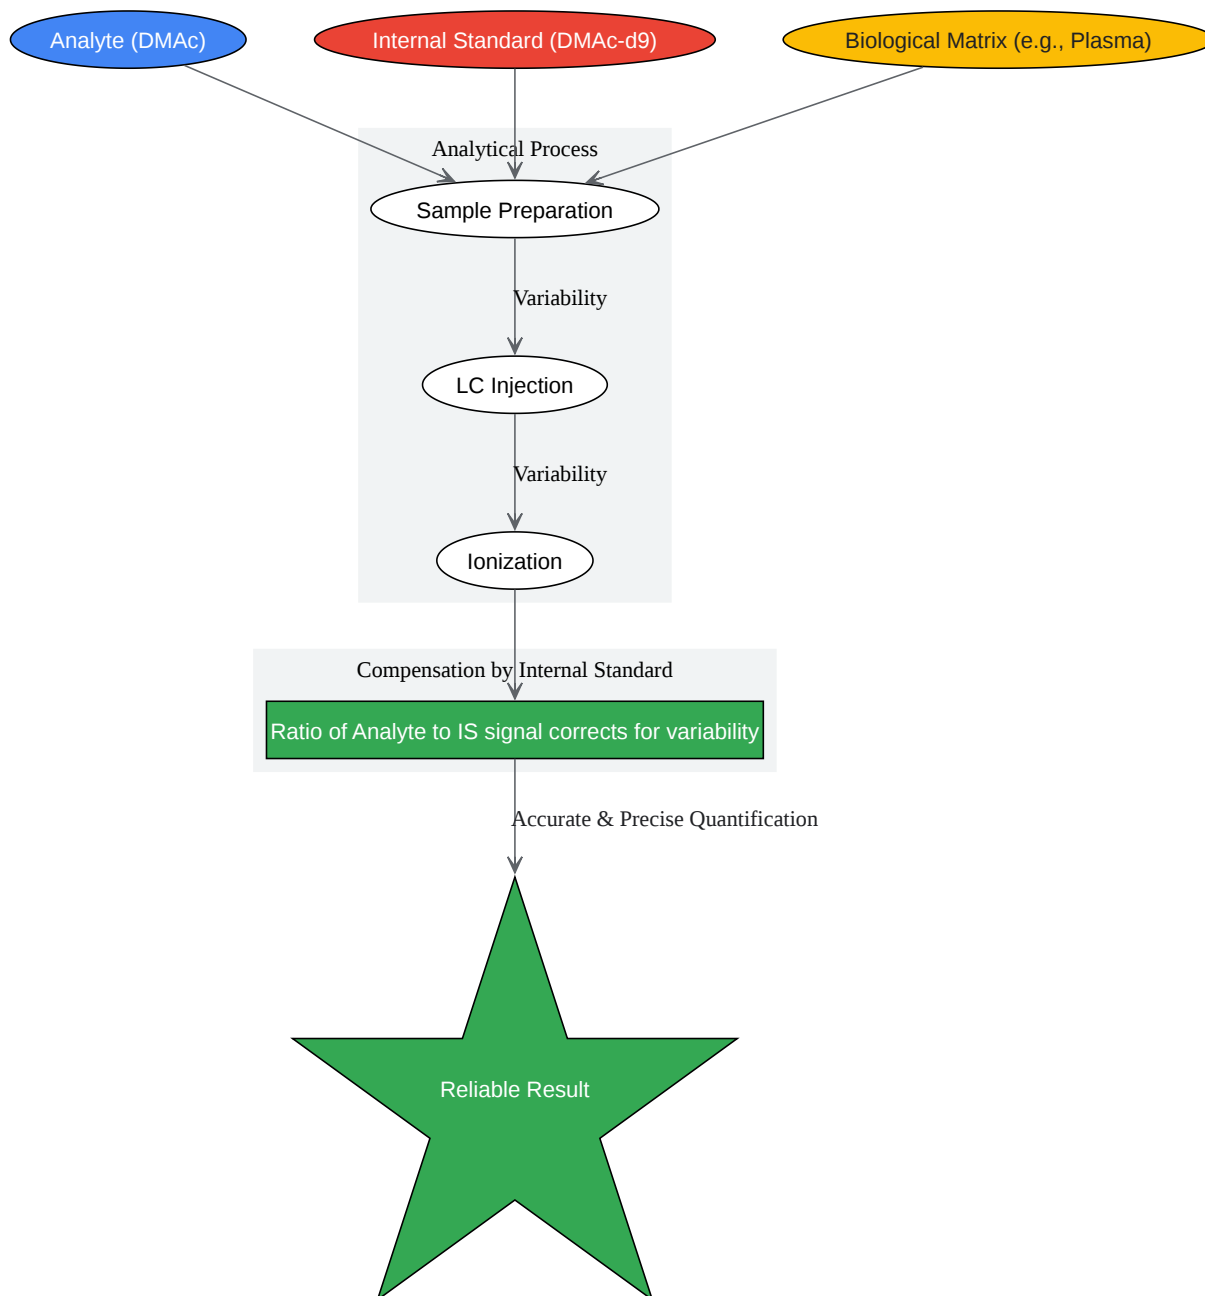 Analyte (DMAc)
Internal Standard (DMAc-d9)
Biological Matrix (e.g., Plasma)
Analytical Process
Sample Preparation
Variability
LC Injection
Variability
Ionization
Compensation by Internal Standard
Ratio of Analyte to IS signal corrects for variability
Accurate & Precise Quantification
Reliable Result